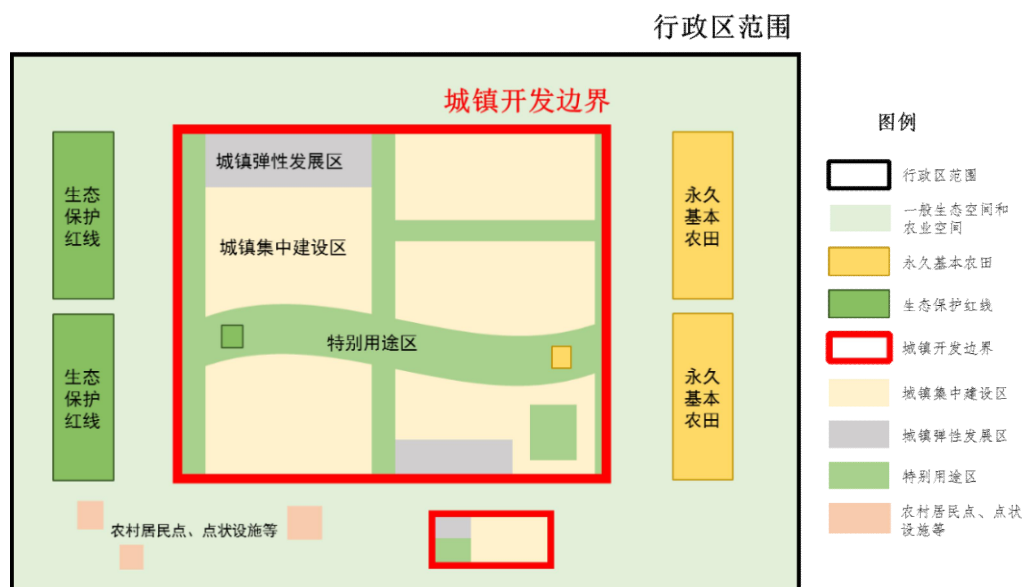 行政区范围
城镇开发边界
城镇弹性发展区
生态
保护
红线
永久
基本
农田
城镇集中建设区
特别用途区
生态
保护
红线
永久
基本
农田
农村居民点、点状设施等
图例
行政区范围
一般生态空间和
农业空间
永久基本农田
生态保护红线
城镇开发边界
城镇集中建设区
城镇弹性发展区
特别用途区
农村居民点、点状
设施等